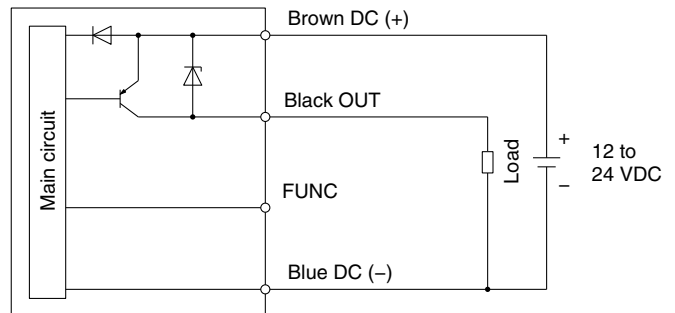 Brown DC (+)
Main circuit
Black OUT
Load
+
−
12 to
24 VDC
FUNC
Blue DC (−)